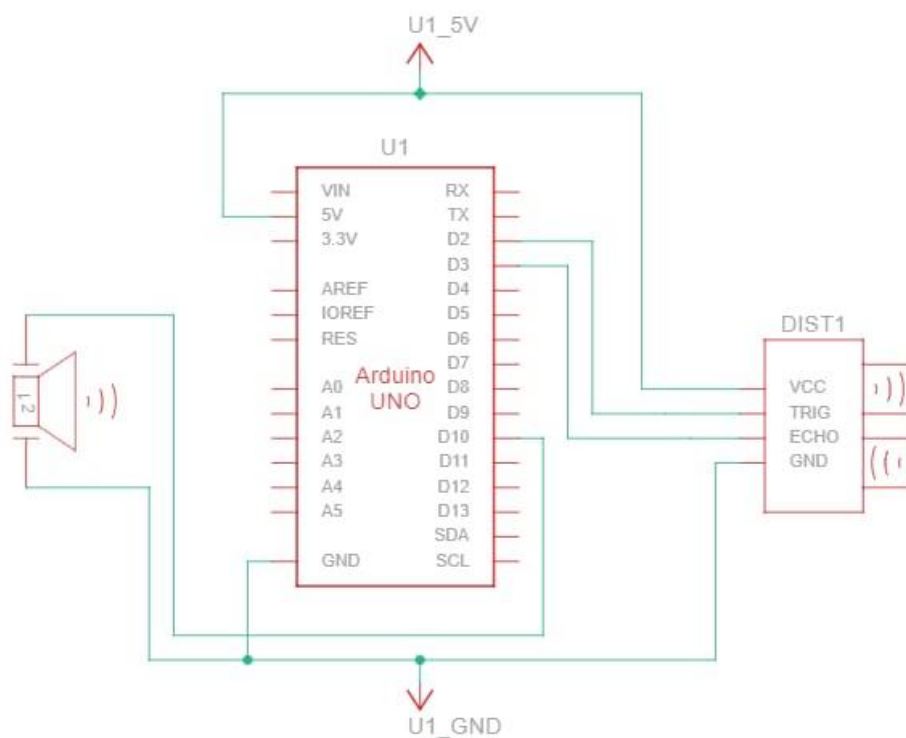 U1_5V
U1
VIN
5V
3.3V
AREF
IOREF
RES
A0
A1
A2
A3
A4
A5
GND
Arduino
UNO
RX
TX
D2
D3
D4
D5
D6
D7
D8
D9
D10
D11
D12
D13
SDA
SCL
1 2
DIST1
VCC
TRIG
ECHO
GND
U1_GND